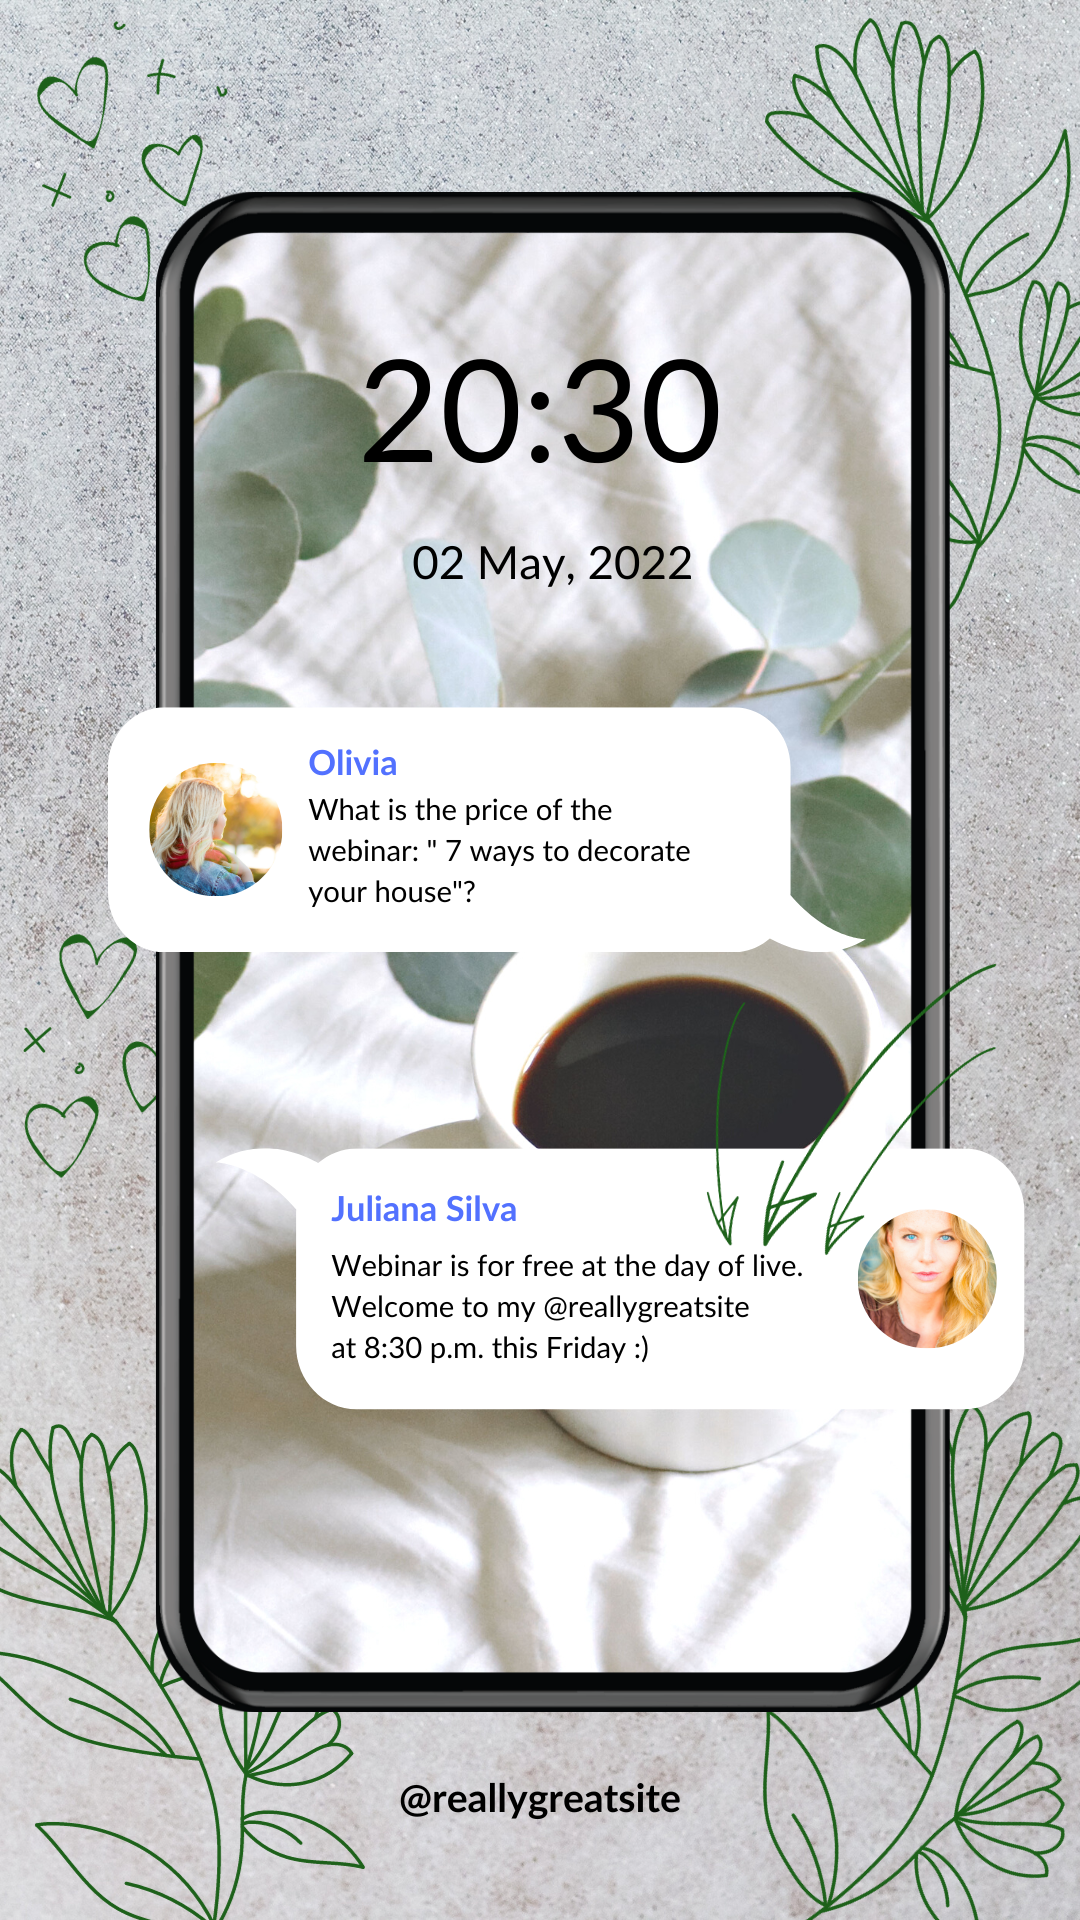 20:30
02 May, 2022
Olivia
What is the price of the
webinar: " 7 ways to decorate
your house"?
Juliana Silva
Webinar is for free at the day of live.
Welcome to my @reallygreatsite
at 8:30 p.m. this Friday :)
@reallygreatsite